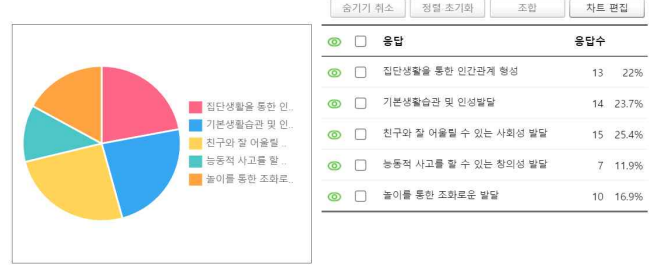 숨기기 취소 정렬 초기화 조합 차트 편집
응답 응답수
집단생활을 통한 인간관계 형성 13 22%
기본생활습관 및 인성발달 14 23.7%
친구와 잘 어울릴 수 있는 사회성 발달 15 25.4%
능동적 사고를 할 수 있는 창의성 발달 7 11.9%
놀이를 통한 조화로운 발달 10 16.9%
집단생활을 통한 인..
기본생활습관 및 인..
친구와 잘 어울릴 ..
능동적 사고를 할 ..
놀이를 통한 조화로..